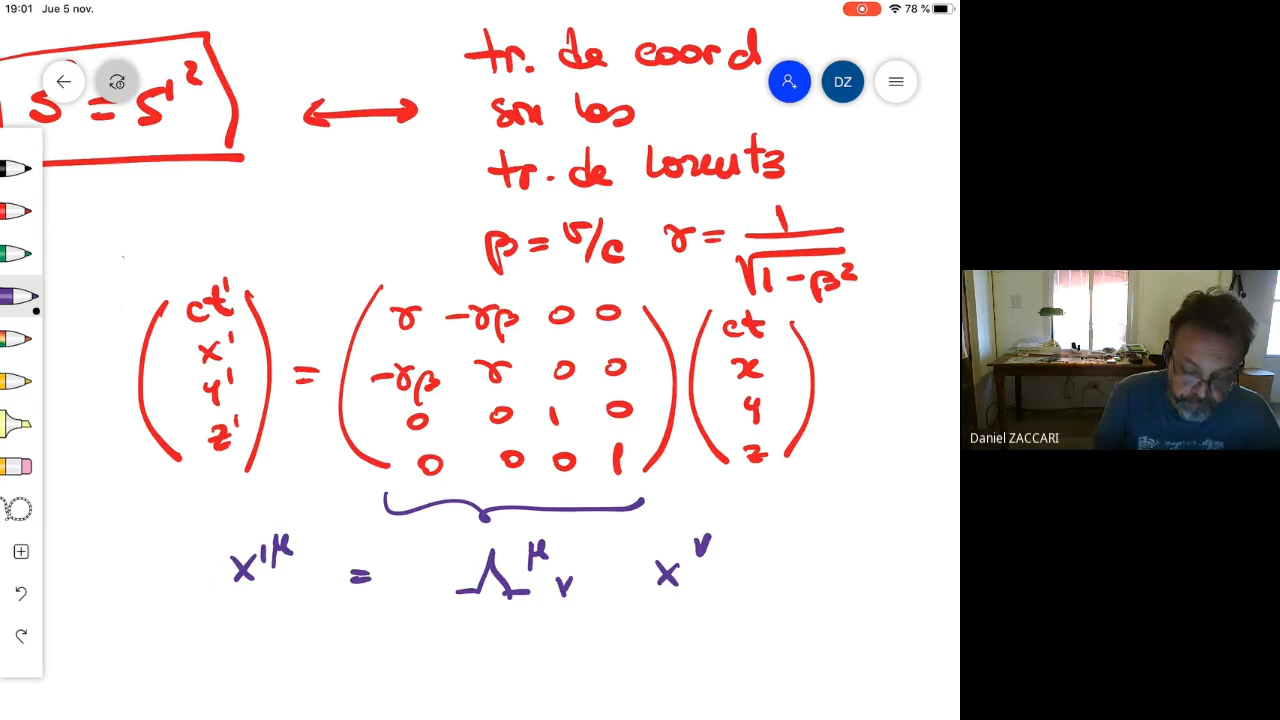 19:01 Jue 5 nov.
78 %
S² = S'²
tr. de coord
son las
tr. de Lorentz
DZ
β = v/c γ = 1/√(1-β²)
ct' γ -γβ 0 0 ct
x' = -γβ γ 0 0 x
y' 0 0 1 0 y
z' 0 0 0 1 z
x'^μ = Λ^μ_ν x^ν
Daniel ZACCARI